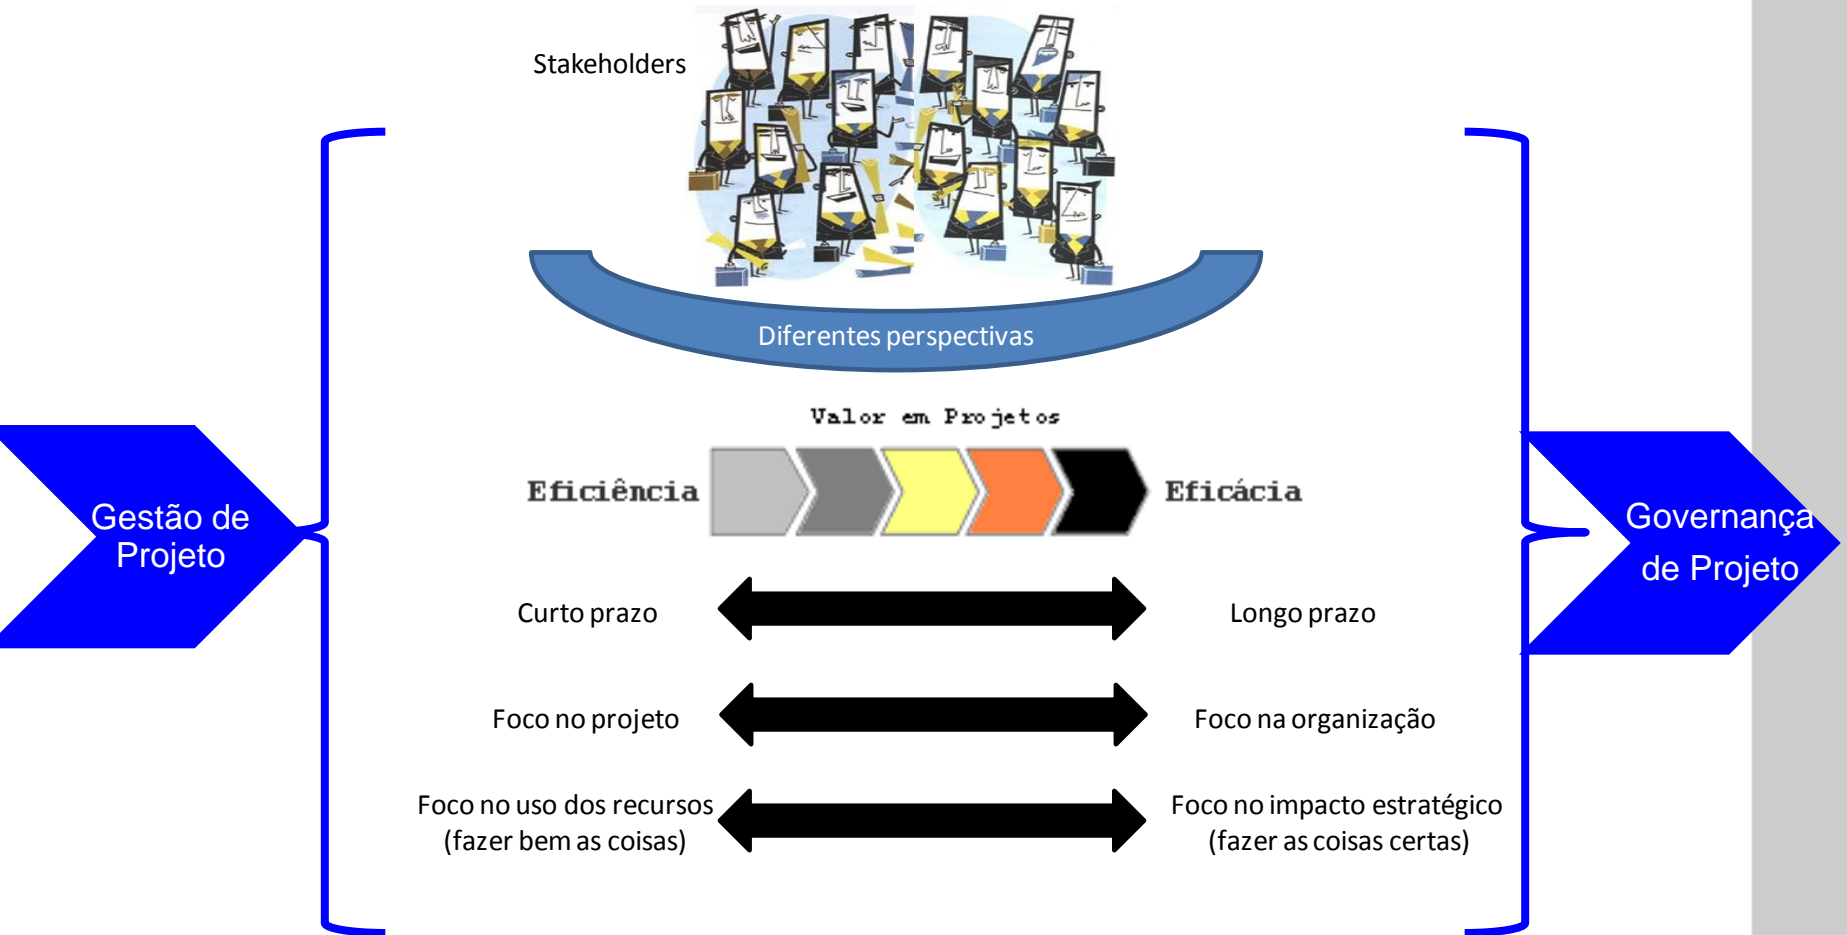 Stakeholders
Diferentes perspectivas
Valor em Projetos
Eficiência
Eficácia
Gestão de
Projeto
Governança
de Projeto
Curto prazo
Longo prazo
Foco no projeto
Foco na organização
Foco no uso dos recursos
(fazer bem as coisas)
Foco no impacto estratégico
(fazer as coisas certas)